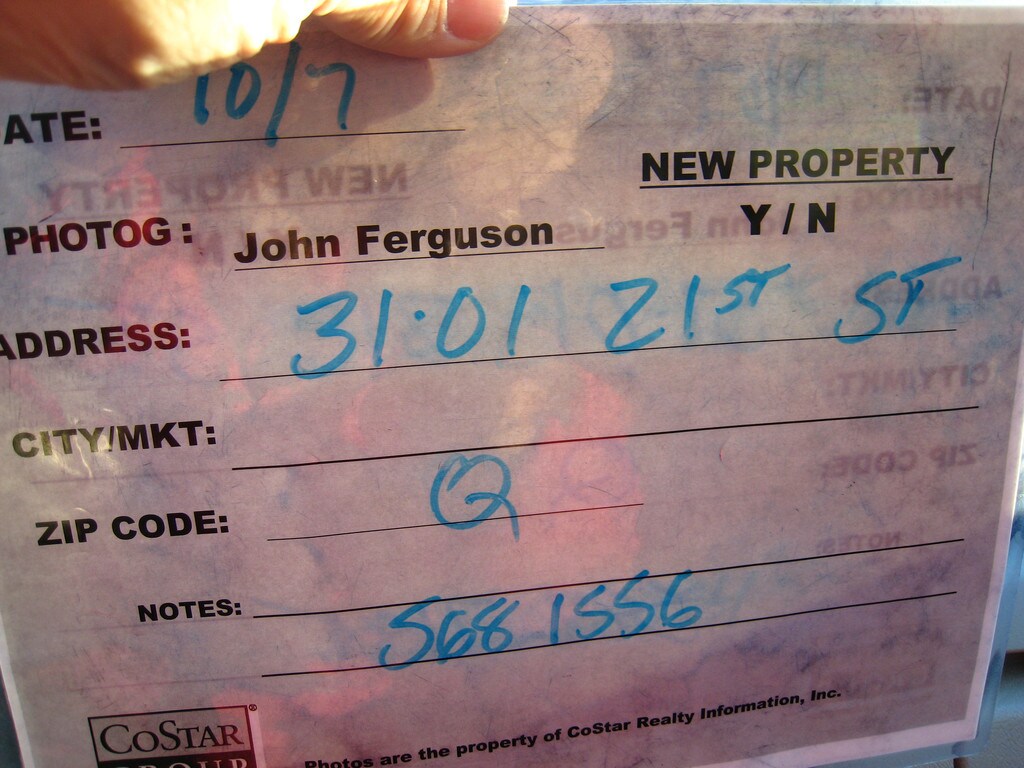 ATE: 10/7
NEW PROPERTY
PHOTOG: John Ferguson Y / N
ADDRESS: 31·01 21ST ST
CITY/MKT:
ZIP CODE: Q
NOTES:
568 1556
COSTAR®
GROUP
Photos are the property of CoStar Realty Information, Inc.